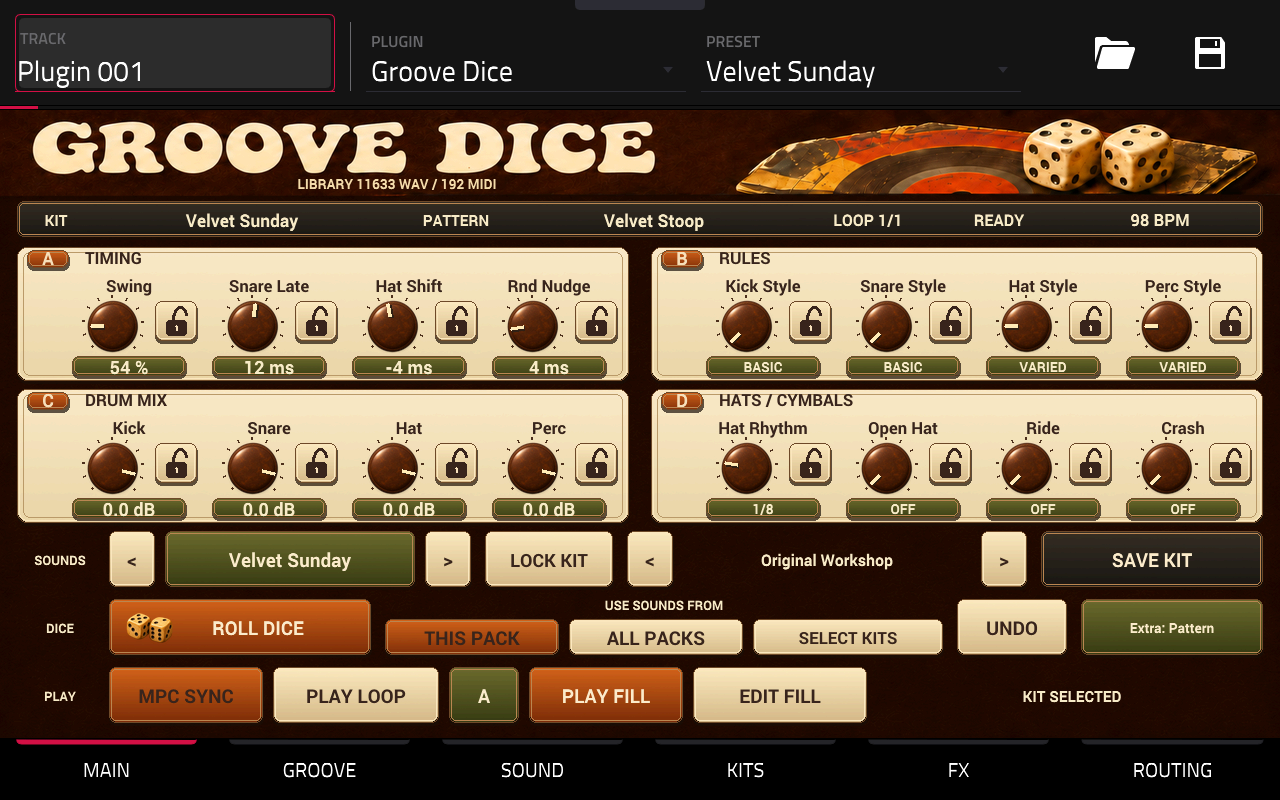 TRACK
Plugin 001
PLUGIN
Groove Dice
PRESET
Velvet Sunday
GROOVE DICE
LIBRARY 11633 WAV / 192 MIDI
KIT Velvet Sunday PATTERN Velvet Stoop LOOP 1/1 READY 98 BPM
A TIMING
Swing Snare Late Hat Shift Rnd Nudge
54 % 12 ms -4 ms 4 ms
B RULES
Kick Style Snare Style Hat Style Perc Style
BASIC BASIC VARIED VARIED
C DRUM MIX
Kick Snare Hat Perc
0.0 dB 0.0 dB 0.0 dB 0.0 dB
D HATS / CYMBALS
Hat Rhythm Open Hat Ride Crash
1/8 OFF OFF OFF
SOUNDS < Velvet Sunday > LOCK KIT < Original Workshop > SAVE KIT
USE SOUNDS FROM
DICE ROLL DICE THIS PACK ALL PACKS SELECT KITS UNDO Extra: Pattern
PLAY MPC SYNC PLAY LOOP A PLAY FILL EDIT FILL KIT SELECTED
MAIN GROOVE SOUND KITS FX ROUTING